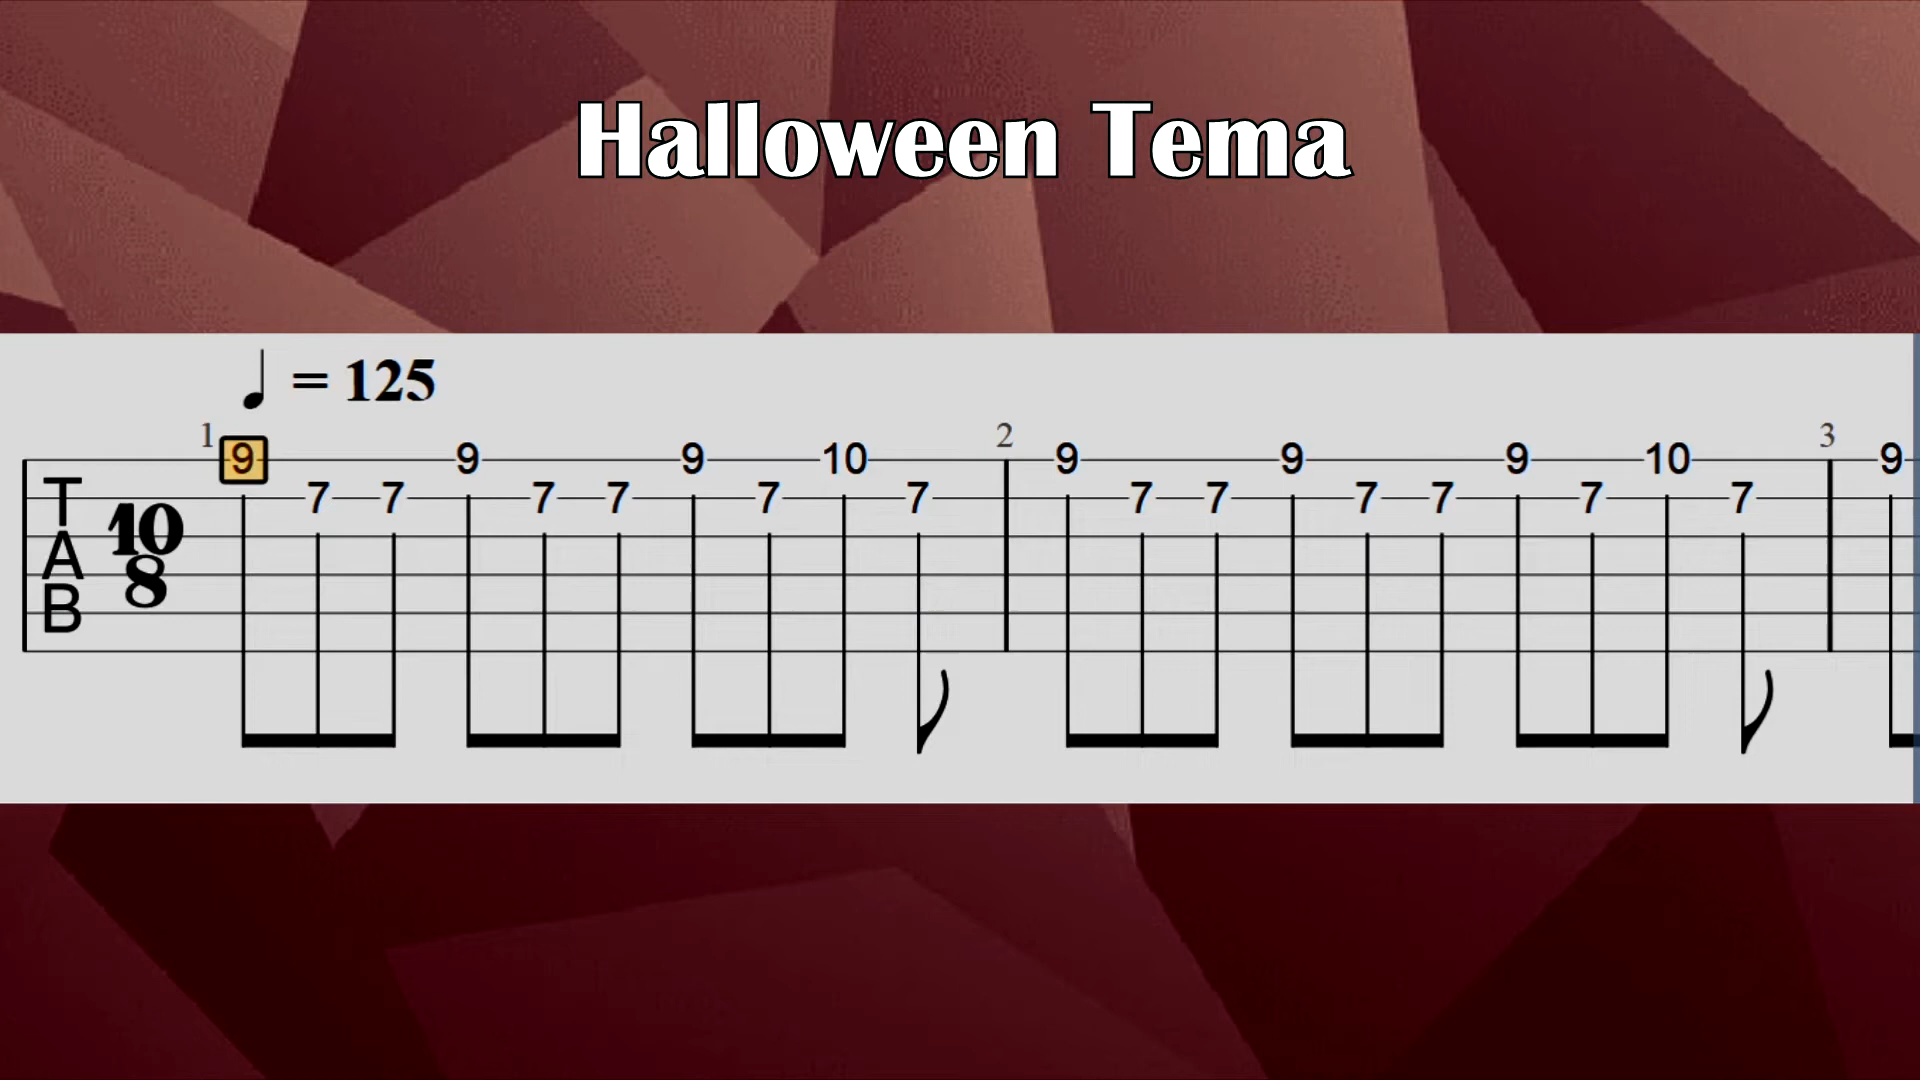 Halloween Tema
= 125
1 2 3
9 9 9 10 9 9 9 10 9
7 7 7 7 7 7 7 7 7 7 7 7
T
A
B
10
8